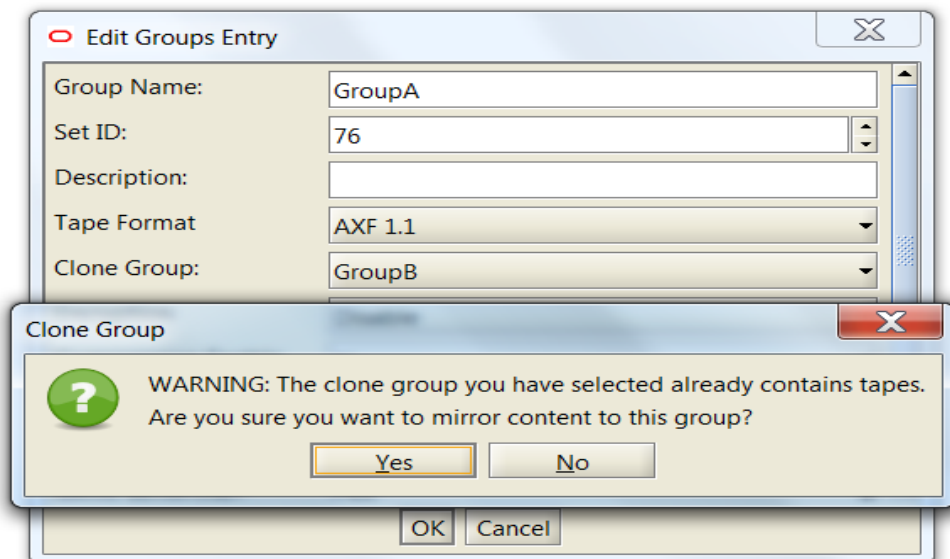 Edit Groups Entry
Group Name: GroupA
Set ID: 76
Description:
Tape Format AXF 1.1
Clone Group: GroupB
Clone Group
WARNING: The clone group you have selected already contains tapes.
Are you sure you want to mirror content to this group?
Yes No
OK Cancel